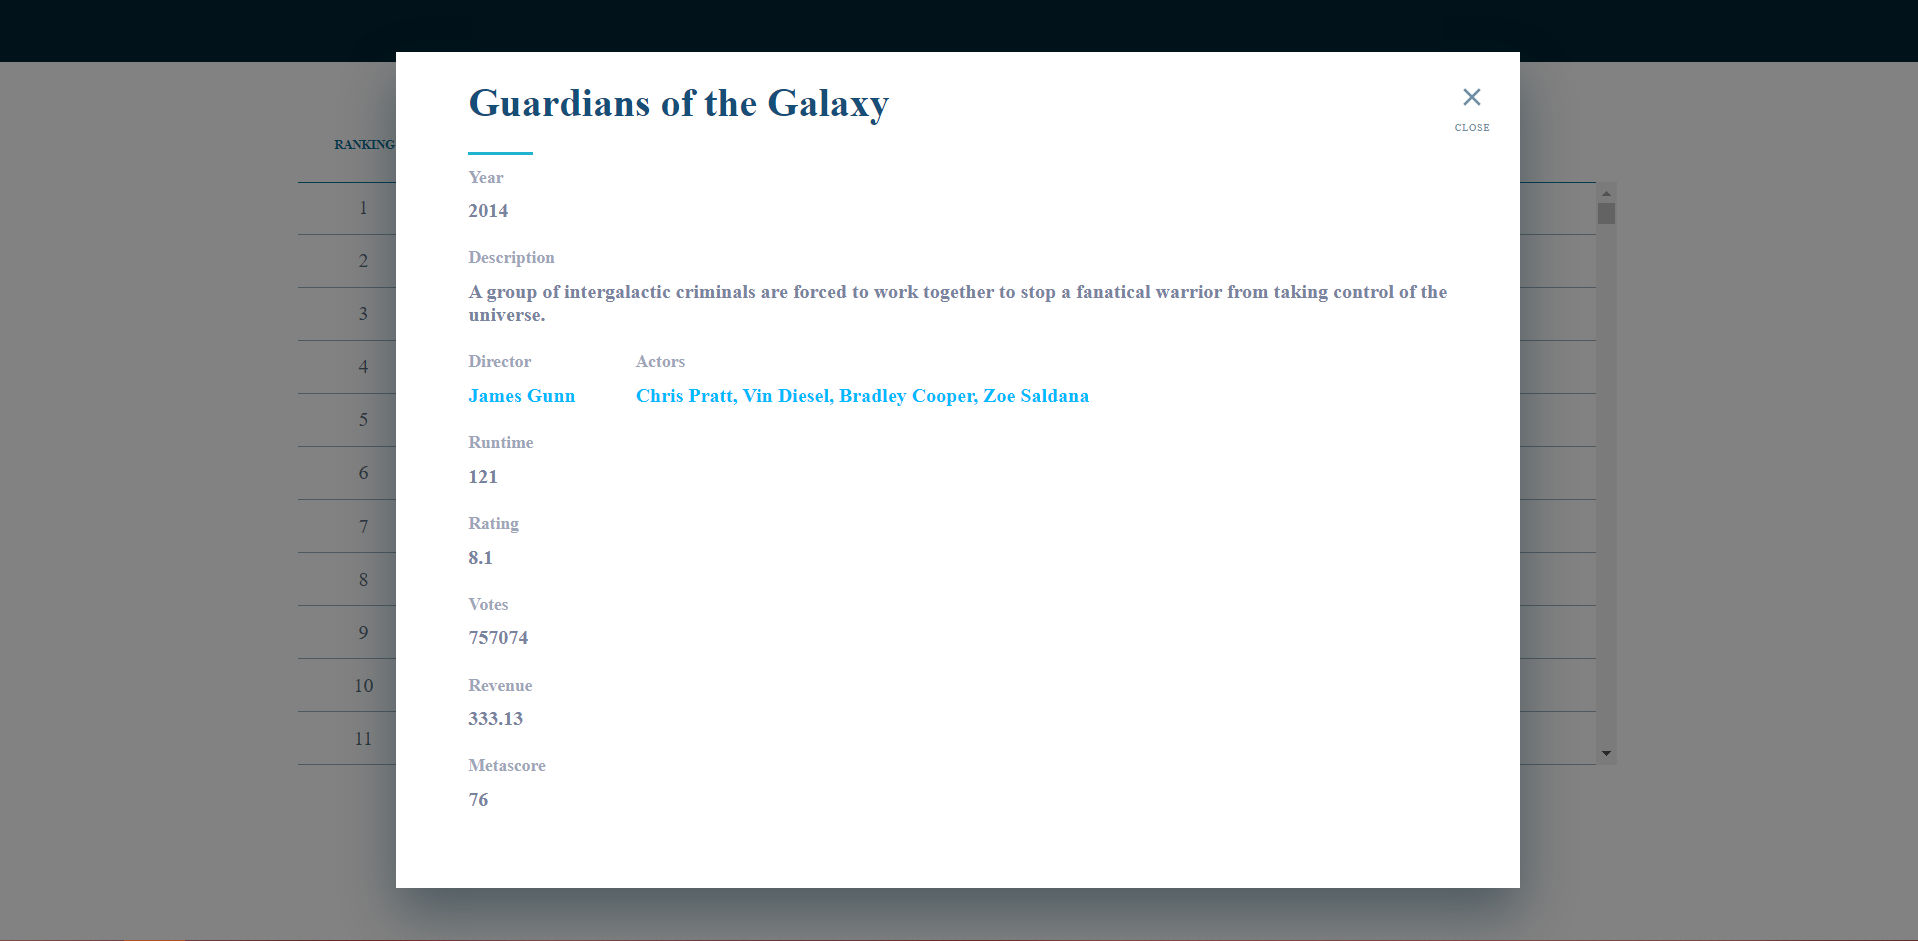 Guardians of the Galaxy
CLOSE
RANKING
Year
2014
Description
A group of intergalactic criminals are forced to work together to stop a fanatical warrior from taking control of the
universe.
Director Actors
James Gunn Chris Pratt, Vin Diesel, Bradley Cooper, Zoe Saldana
Runtime
121
Rating
8.1
Votes
757074
Revenue
333.13
Metascore
76
1
2
3
4
5
6
7
8
9
10
11